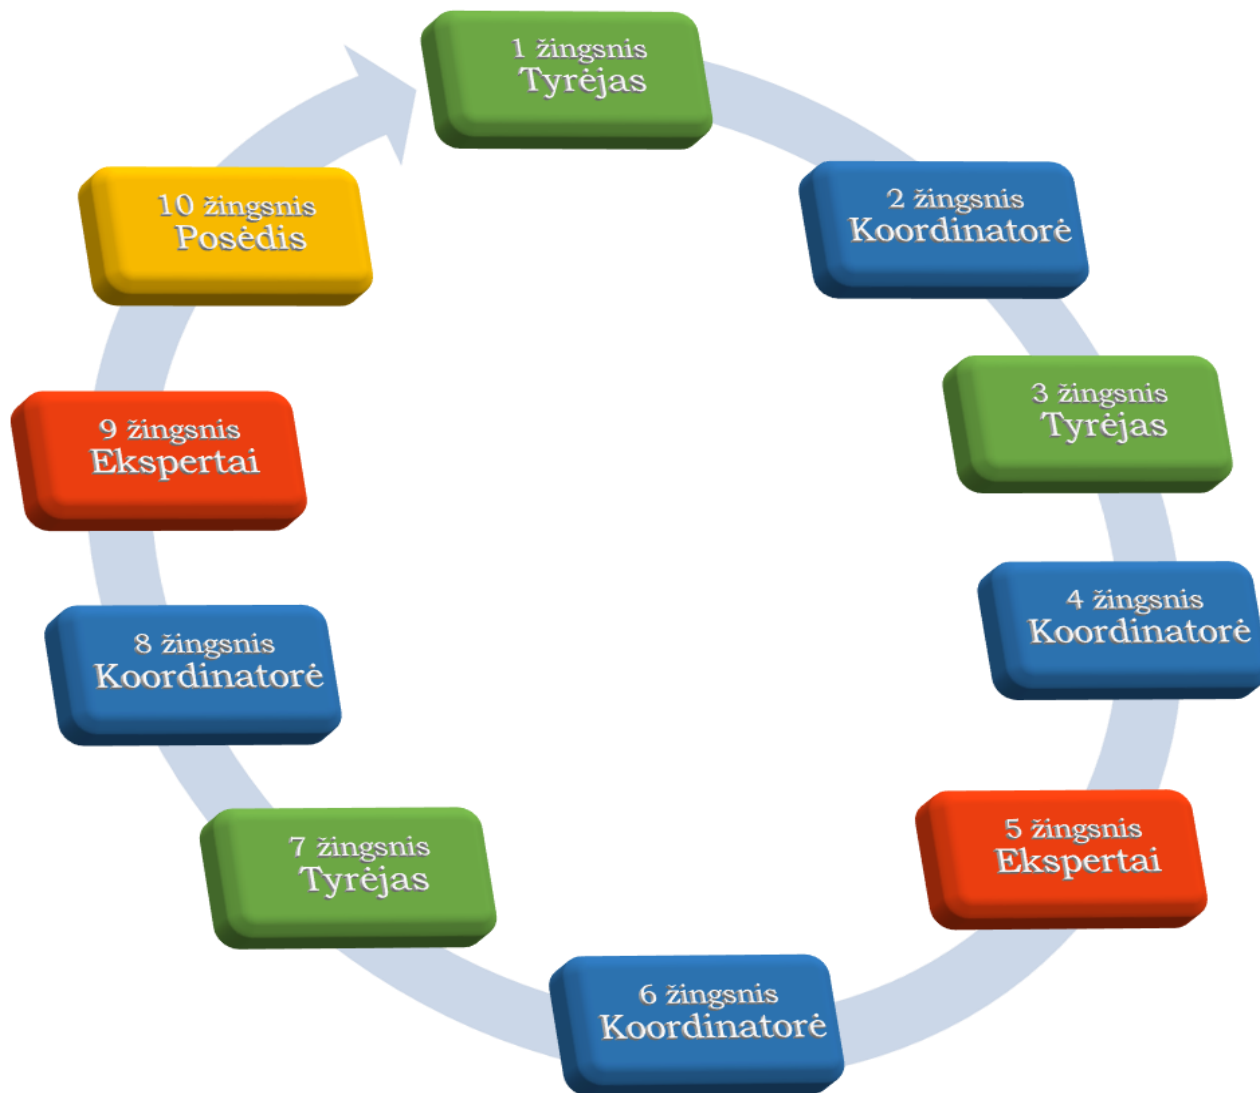 1 žingsnis
Tyrėjas
2 žingsnis
Koordinatorė
3 žingsnis
Tyrėjas
4 žingsnis
Koordinatorė
5 žingsnis
Ekspertai
6 žingsnis
Koordinatorė
7 žingsnis
Tyrėjas
8 žingsnis
Koordinatorė
9 žingsnis
Ekspertai
10 žingsnis
Posėdis